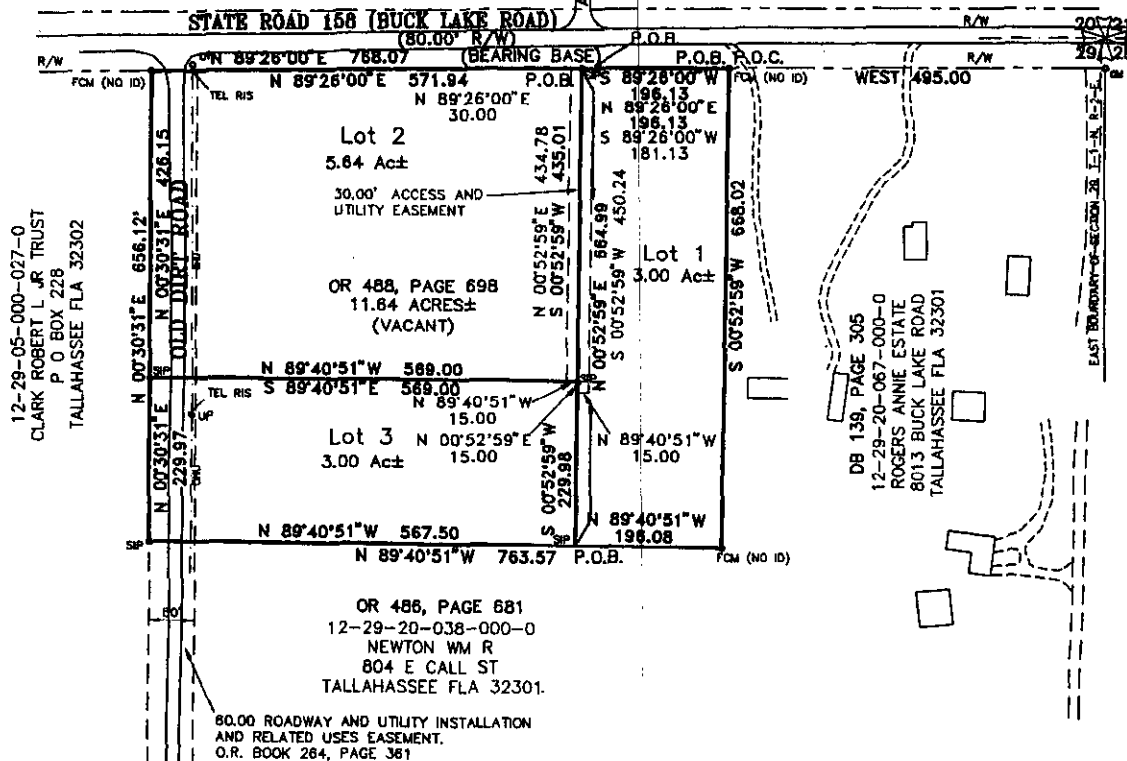 STATE ROAD 158 (BUCK LAKE ROAD)
(80.00' R/W)
R/W
20
21
29
R/W
N 89°26'00"E 768.07
(BEARING BASE)
P.O.B.
R/W
FCM (NO ID)
N 89°26'00"E 571.94
P.O.B.
P.O.B. P.O.C.
FCM (NO ID)
WEST 495.00
TEL RIS
N 89°26'00"E
30.00
S 89°26'00"W
196.13
N 89°26'00"E
196.13
S 89°26'00"W
181.13
Lot 2
5.64 Ac±
30.00' ACCESS AND
UTILITY EASEMENT
N 00°52'59"E 434.78
S 00°52'59"W 435.01
N 00°52'59"E 664.99
S 00°52'59"W 450.24
Lot 1
3.00 Ac±
S 00°52'59"W 668.02
EAST BOUNDARY OF SECTION 29, T-1-N, R-2-E
12-29-05-000-027-0
CLARK ROBERT L JR TRUST
P O BOX 228
TALLAHASSEE FLA 32302
N 00°30'31"E 656.12'
N 00°30'31"E 426.15
OLD DIRT ROAD
OR 488, PAGE 698
11.64 ACRES±
(VACANT)
DB 139, PAGE 305
12-29-20-067-000-0
ROGERS ANNIE ESTATE
8013 BUCK LAKE ROAD
TALLAHASSEE FLA 32301
SIP
N 89°40'51"W 569.00
S 89°40'51"E 569.00
N 89°40'51"W
15.00
TEL RIS
UP
Lot 3
3.00 Ac±
N 00°52'59"E
15.00
N 89°40'51"W
15.00
N 00°30'31"E
229.97
S 00°52'59"W
229.98
SIP
N 89°40'51"W 567.50
SIP
N 89°40'51"W
196.08
N 89°40'51"W 763.57
P.O.B.
FCM (NO ID)
OR 486, PAGE 681
12-29-20-038-000-0
NEWTON WM R
804 E CALL ST
TALLAHASSEE FLA 32301.
60'
60.00 ROADWAY AND UTILITY INSTALLATION
AND RELATED USES EASEMENT.
O.R. BOOK 264, PAGE 361